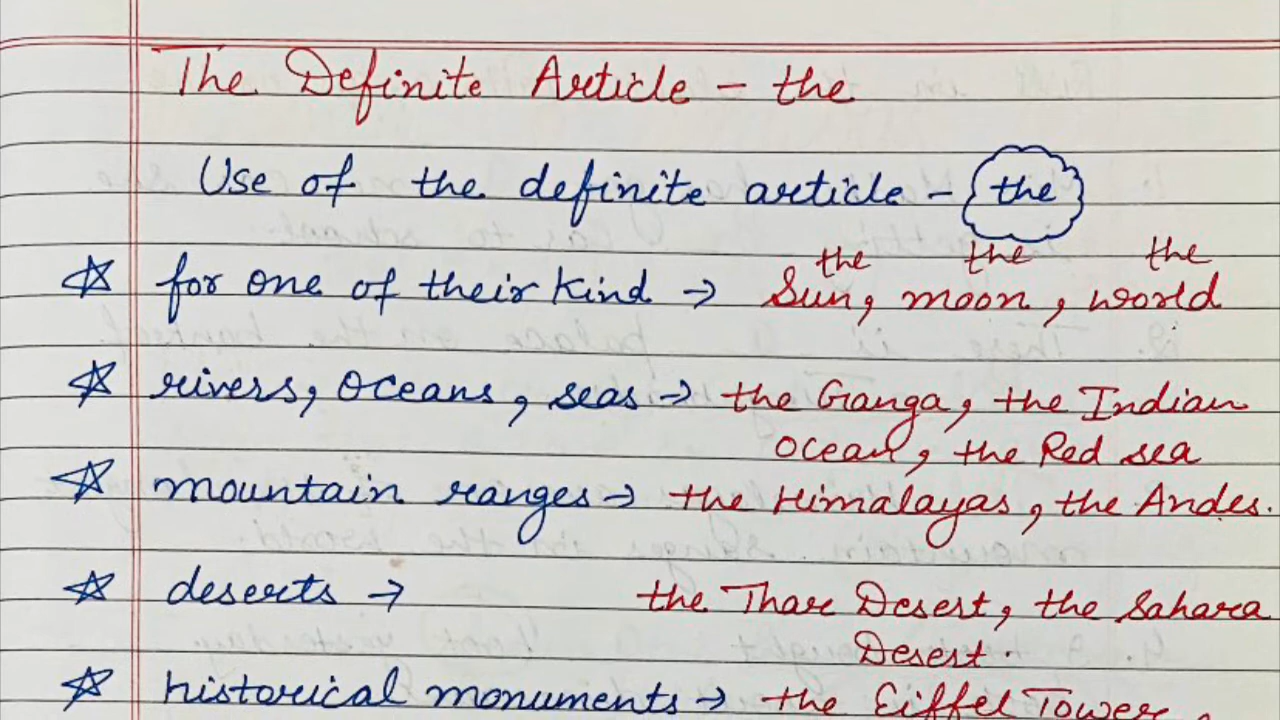 The Definite Article – the
Use of the definite article – the
the the the
☆ for one of their kind → Sun, moon, world
☆ rivers, oceans, seas → the Ganga, the Indian
ocean, the Red sea
☆ mountain ranges → the Himalayas, the Andes.
☆ deserts → the Thar Desert, the Sahara
Desert.
☆ historical monuments → the Eiffel Tower,